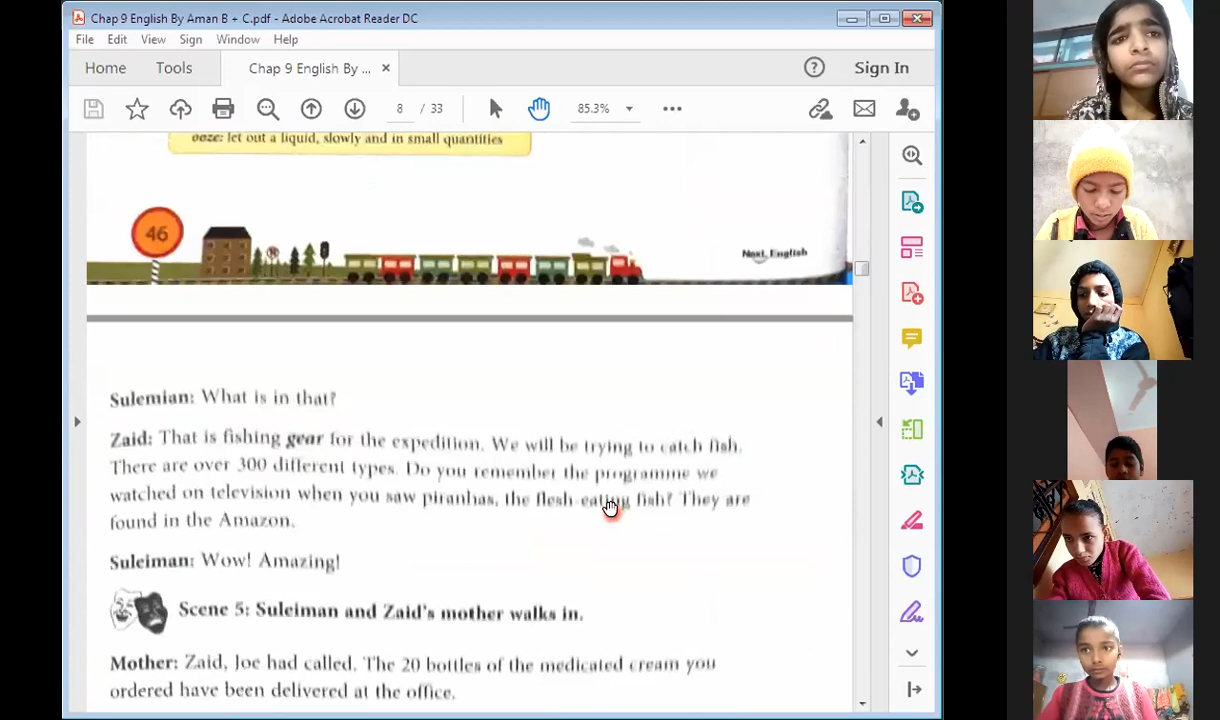 Chap 9 English By Aman B + C.pdf - Adobe Acrobat Reader DC
File Edit View Sign Window Help
Home Tools Chap 9 English By ... × Sign In
8 / 33 85.3%
ooze: let out a liquid, slowly and in small quantities
46
Next, English
Sulemian: What is in that?
Zaid: That is fishing gear for the expedition. We will be trying to catch fish.
There are over 300 different types. Do you remember the programme we
watched on television when you saw piranhas, the flesh-eating fish? They are
found in the Amazon.
Suleiman: Wow! Amazing!
Scene 5: Suleiman and Zaid's mother walks in.
Mother: Zaid, Joe had called. The 20 bottles of the medicated cream you
ordered have been delivered at the office.